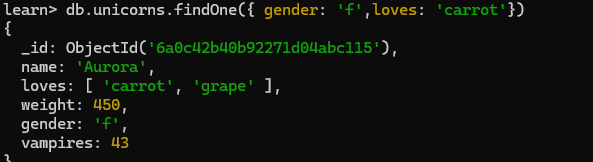 learn> db.unicorns.findOne({ gender: 'f',loves: 'carrot'})
{
  _id: ObjectId('6a0c42b40b92271d04abc115'),
  name: 'Aurora',
  loves: [ 'carrot', 'grape' ],
  weight: 450,
  gender: 'f',
  vampires: 43
}